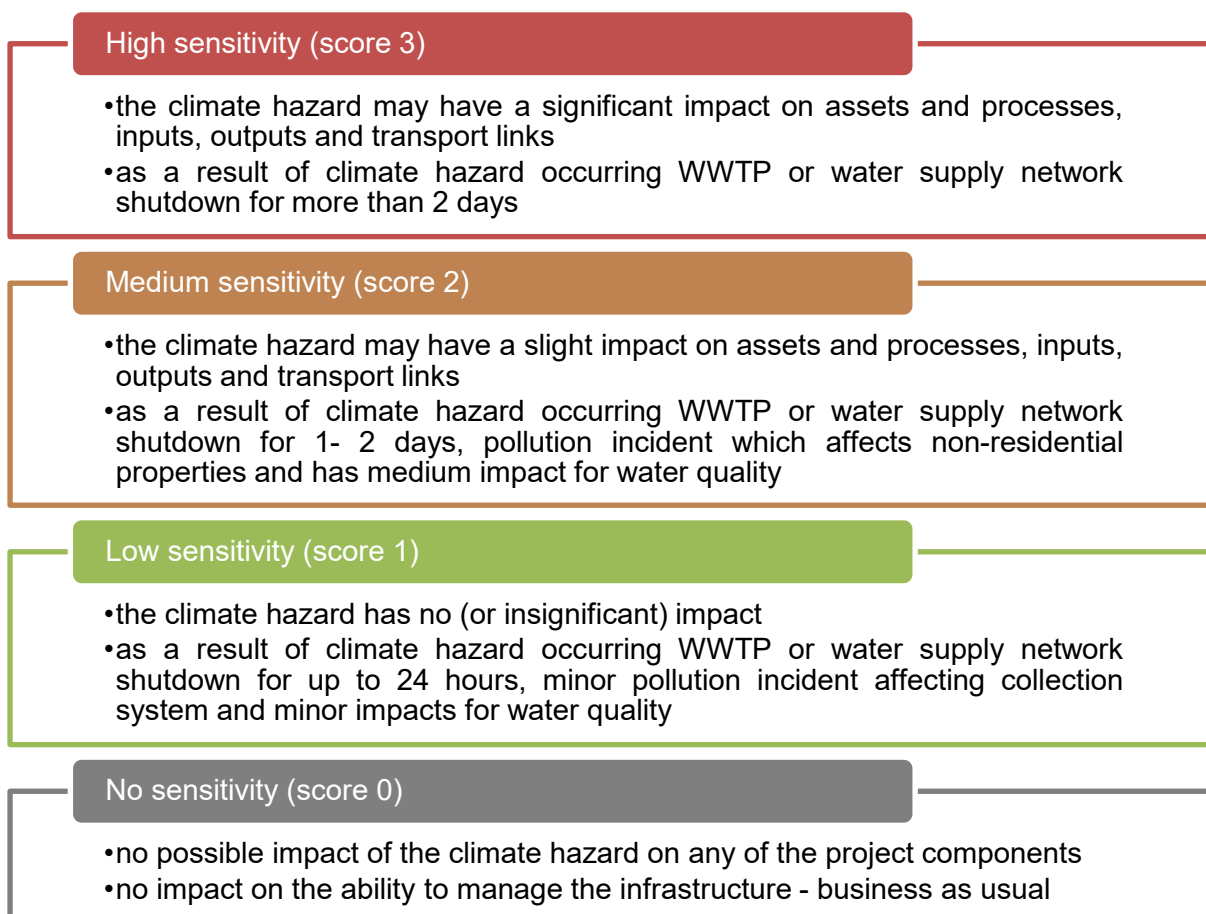 High sensitivity (score 3)
•the climate hazard may have a significant impact on assets and processes,
inputs, outputs and transport links
•as a result of climate hazard occurring WWTP or water supply network
shutdown for more than 2 days
Medium sensitivity (score 2)
•the climate hazard may have a slight impact on assets and processes, inputs,
outputs and transport links
•as a result of climate hazard occurring WWTP or water supply network
shutdown for 1- 2 days, pollution incident which affects non-residential
properties and has medium impact for water quality
Low sensitivity (score 1)
•the climate hazard has no (or insignificant) impact
•as a result of climate hazard occurring WWTP or water supply network
shutdown for up to 24 hours, minor pollution incident affecting collection
system and minor impacts for water quality
No sensitivity (score 0)
•no possible impact of the climate hazard on any of the project components
•no impact on the ability to manage the infrastructure - business as usual